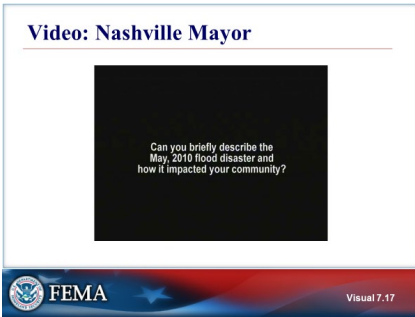 Video: Nashville Mayor
Can you briefly describe the
May, 2010 flood disaster and
how it impacted your community?
FEMA
Visual 7.17